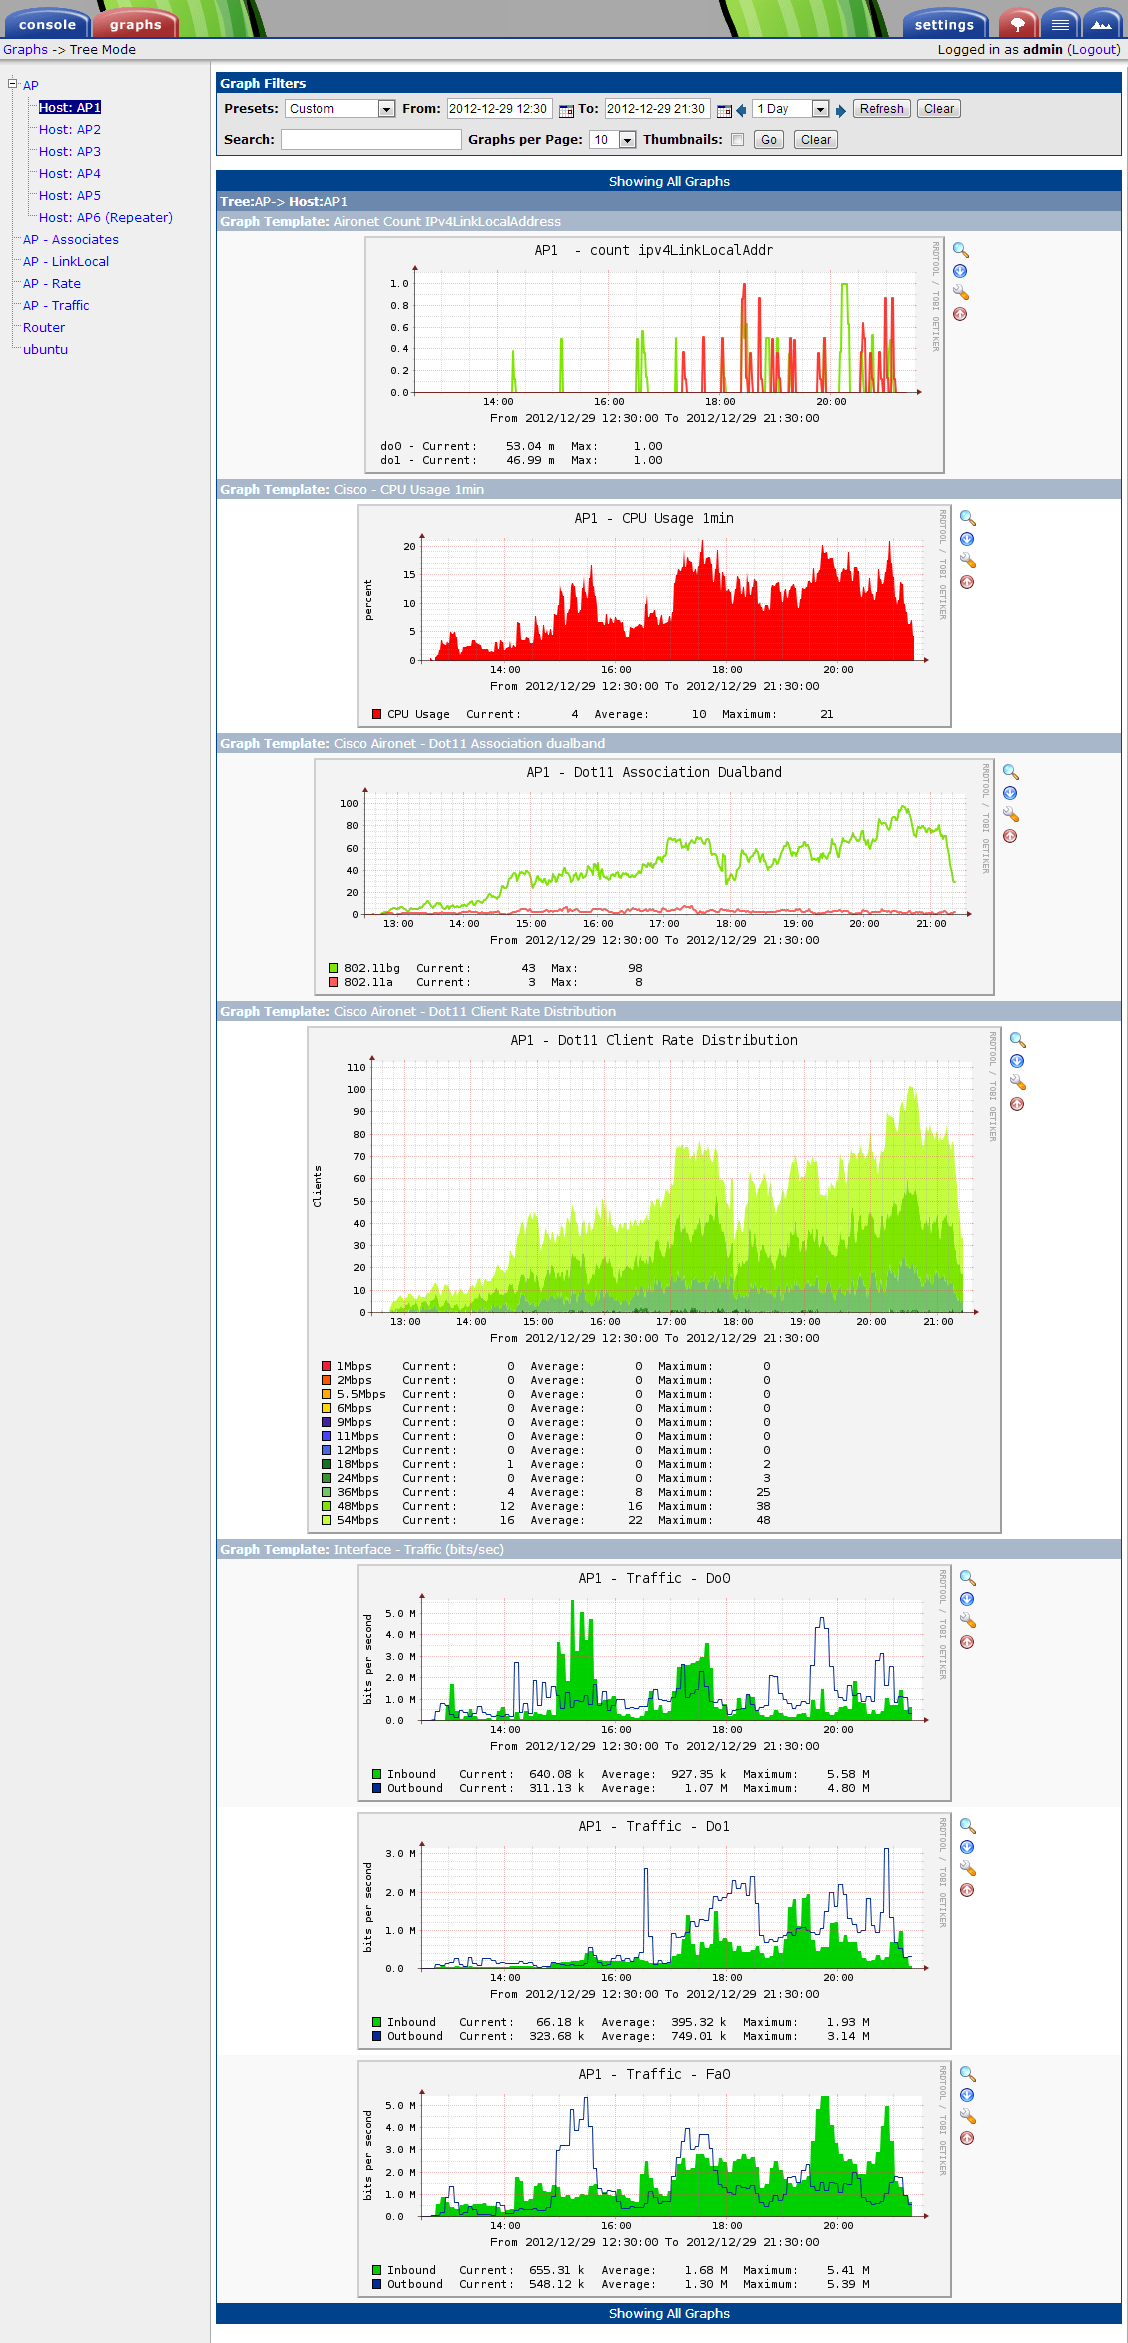 console graphs settings
Graphs -> Tree Mode Logged in as admin (Logout)
AP
Host: AP1
Host: AP2
Host: AP3
Host: AP4
Host: AP5
Host: AP6 (Repeater)
AP - Associates
AP - LinkLocal
AP - Rate
AP - Traffic
Router
ubuntu
Graph Filters
Presets: Custom From: 2012-12-29 12:30 To: 2012-12-29 21:30 1 Day Refresh Clear
Search: Graphs per Page: 10 Thumbnails: Go Clear
Showing All Graphs
Tree:AP-> Host:AP1
Graph Template: Aironet Count IPv4LinkLocalAddress
AP1 - count ipv4LinkLocalAddr
RRDTOOL / TOBI OETIKER
1.0
0.8
0.6
0.4
0.2
0.0
14:00 16:00 18:00 20:00
From 2012/12/29 12:30:00 To 2012/12/29 21:30:00
do0 - Current: 53.04 m Max: 1.00
do1 - Current: 46.99 m Max: 1.00
Graph Template: Cisco - CPU Usage 1min
AP1 - CPU Usage 1min
RRDTOOL / TOBI OETIKER
percent
20
15
10
5
0
14:00 16:00 18:00 20:00
From 2012/12/29 12:30:00 To 2012/12/29 21:30:00
CPU Usage Current: 4 Average: 10 Maximum: 21
Graph Template: Cisco Aironet - Dot11 Association dualband
AP1 - Dot11 Association Dualband
RRDTOOL / TOBI OETIKER
100
80
60
40
20
0
13:00 14:00 15:00 16:00 17:00 18:00 19:00 20:00 21:00
From 2012/12/29 12:30:00 To 2012/12/29 21:30:00
802.11bg Current: 43 Max: 98
802.11a Current: 3 Max: 8
Graph Template: Cisco Aironet - Dot11 Client Rate Distribution
AP1 - Dot11 Client Rate Distribution
RRDTOOL / TOBI OETIKER
Clients
110
100
90
80
70
60
50
40
30
20
10
0
13:00 14:00 15:00 16:00 17:00 18:00 19:00 20:00 21:00
From 2012/12/29 12:30:00 To 2012/12/29 21:30:00
1Mbps Current: 0 Average: 0 Maximum: 0
2Mbps Current: 0 Average: 0 Maximum: 0
5.5Mbps Current: 0 Average: 0 Maximum: 0
6Mbps Current: 0 Average: 0 Maximum: 0
9Mbps Current: 0 Average: 0 Maximum: 0
11Mbps Current: 0 Average: 0 Maximum: 0
12Mbps Current: 0 Average: 0 Maximum: 0
18Mbps Current: 1 Average: 0 Maximum: 2
24Mbps Current: 0 Average: 0 Maximum: 3
36Mbps Current: 4 Average: 8 Maximum: 25
48Mbps Current: 12 Average: 16 Maximum: 38
54Mbps Current: 16 Average: 22 Maximum: 48
Graph Template: Interface - Traffic (bits/sec)
AP1 - Traffic - Do0
RRDTOOL / TOBI OETIKER
bits per second
5.0 M
4.0 M
3.0 M
2.0 M
1.0 M
0.0
14:00 16:00 18:00 20:00
From 2012/12/29 12:30:00 To 2012/12/29 21:30:00
Inbound Current: 640.08 k Average: 927.35 k Maximum: 5.58 M
Outbound Current: 311.13 k Average: 1.07 M Maximum: 4.80 M
AP1 - Traffic - Do1
RRDTOOL / TOBI OETIKER
bits per second
3.0 M
2.0 M
1.0 M
0.0
14:00 16:00 18:00 20:00
From 2012/12/29 12:30:00 To 2012/12/29 21:30:00
Inbound Current: 66.18 k Average: 395.32 k Maximum: 1.93 M
Outbound Current: 323.68 k Average: 749.01 k Maximum: 3.14 M
AP1 - Traffic - Fa0
RRDTOOL / TOBI OETIKER
bits per second
5.0 M
4.0 M
3.0 M
2.0 M
1.0 M
0.0
14:00 16:00 18:00 20:00
From 2012/12/29 12:30:00 To 2012/12/29 21:30:00
Inbound Current: 655.31 k Average: 1.68 M Maximum: 5.41 M
Outbound Current: 548.12 k Average: 1.30 M Maximum: 5.39 M
Showing All Graphs